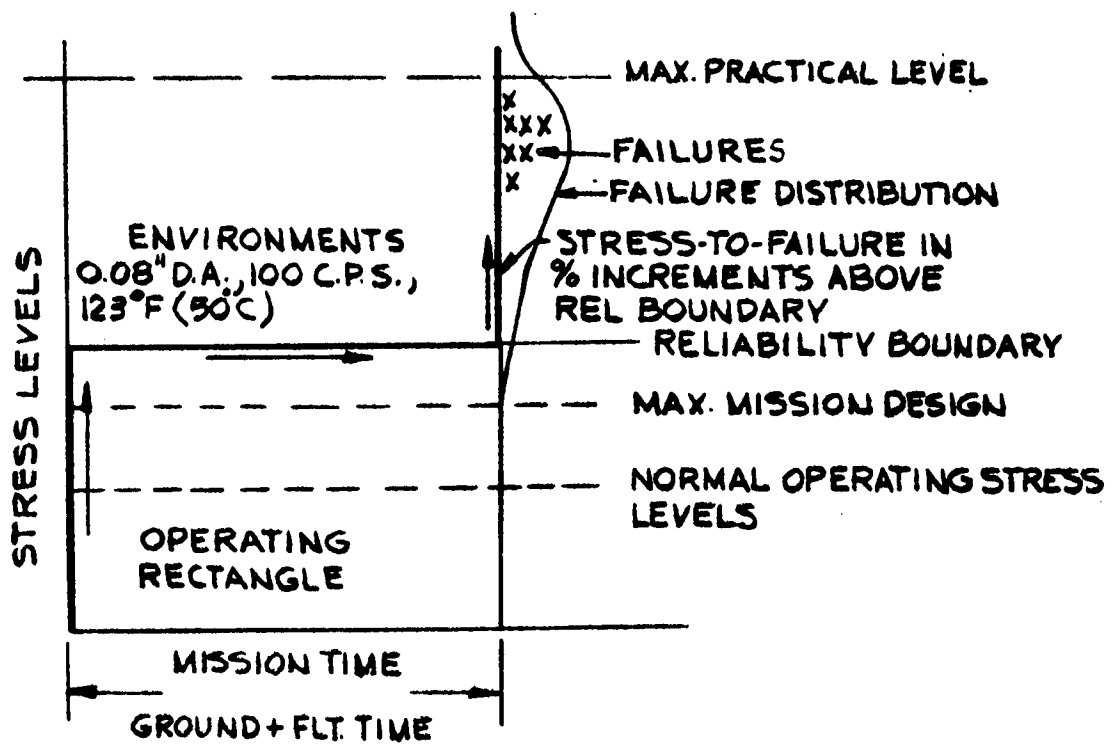 MAX. PRACTICAL LEVEL
X
XXX
XX
X
FAILURES
FAILURE DISTRIBUTION
ENVIRONMENTS
0.08" D.A., 100 C.P.S.,
123°F (50°C)
STRESS-TO-FAILURE IN
% INCREMENTS ABOVE
REL BOUNDARY
RELIABILITY BOUNDARY
MAX. MISSION DESIGN
NORMAL OPERATING STRESS
LEVELS
STRESS LEVELS
OPERATING
RECTANGLE
MISSION TIME
GROUND + FLT. TIME